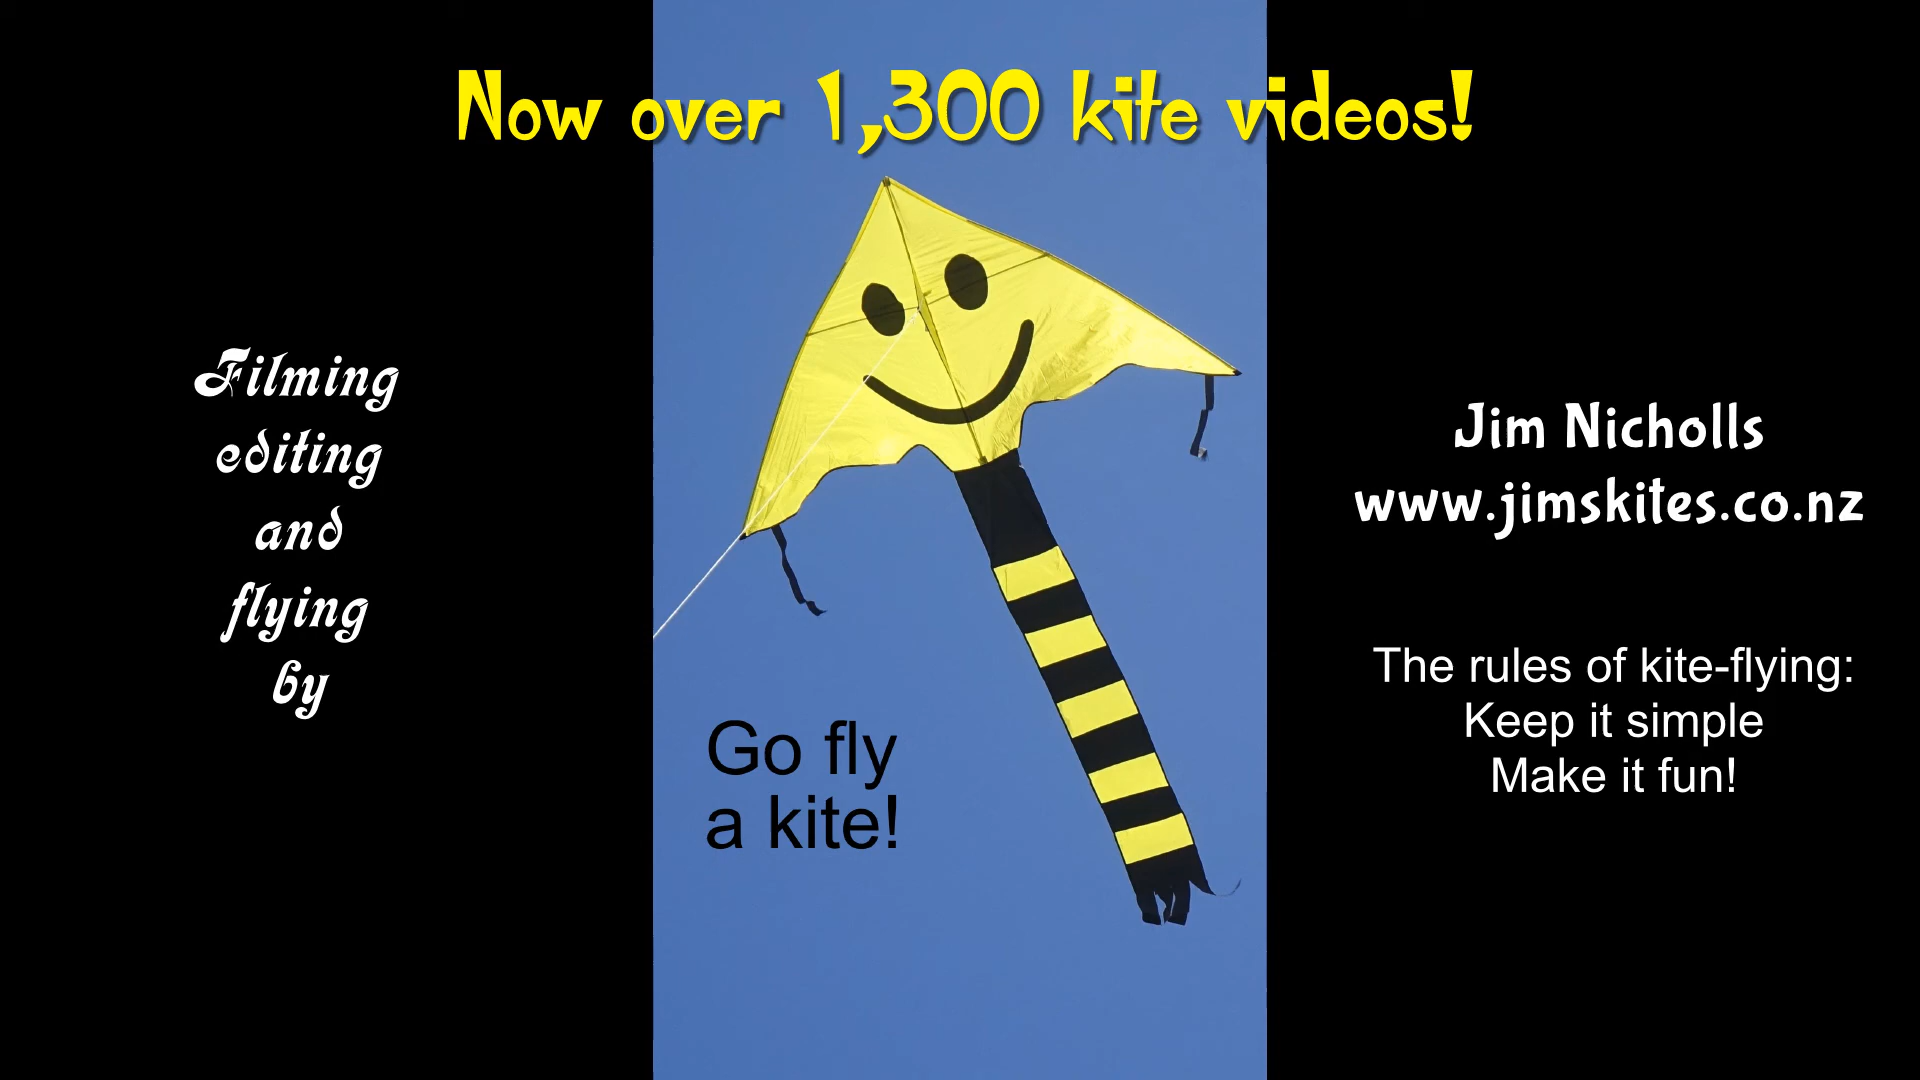 Now over 1,300 kite videos!
Filming
editing
and
flying
by
Jim Nicholls
www.jimskites.co.nz
The rules of kite-flying:
Keep it simple
Make it fun!
Go fly
a kite!